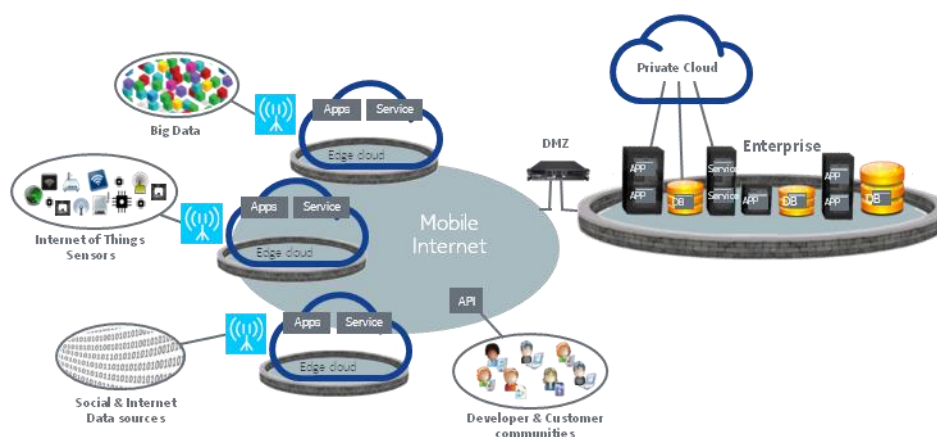 Big Data
Apps
Service
Edge cloud
Internet of Things
Sensors
Apps
Service
Edge cloud
Social & Internet
Data sources
Apps
Service
Edge cloud
Mobile
Internet
API
Developer & Customer
communities
DMZ
Private Cloud
Enterprise
APP
APP
DB
Service
Service
APP
DB
APP
APP
DB